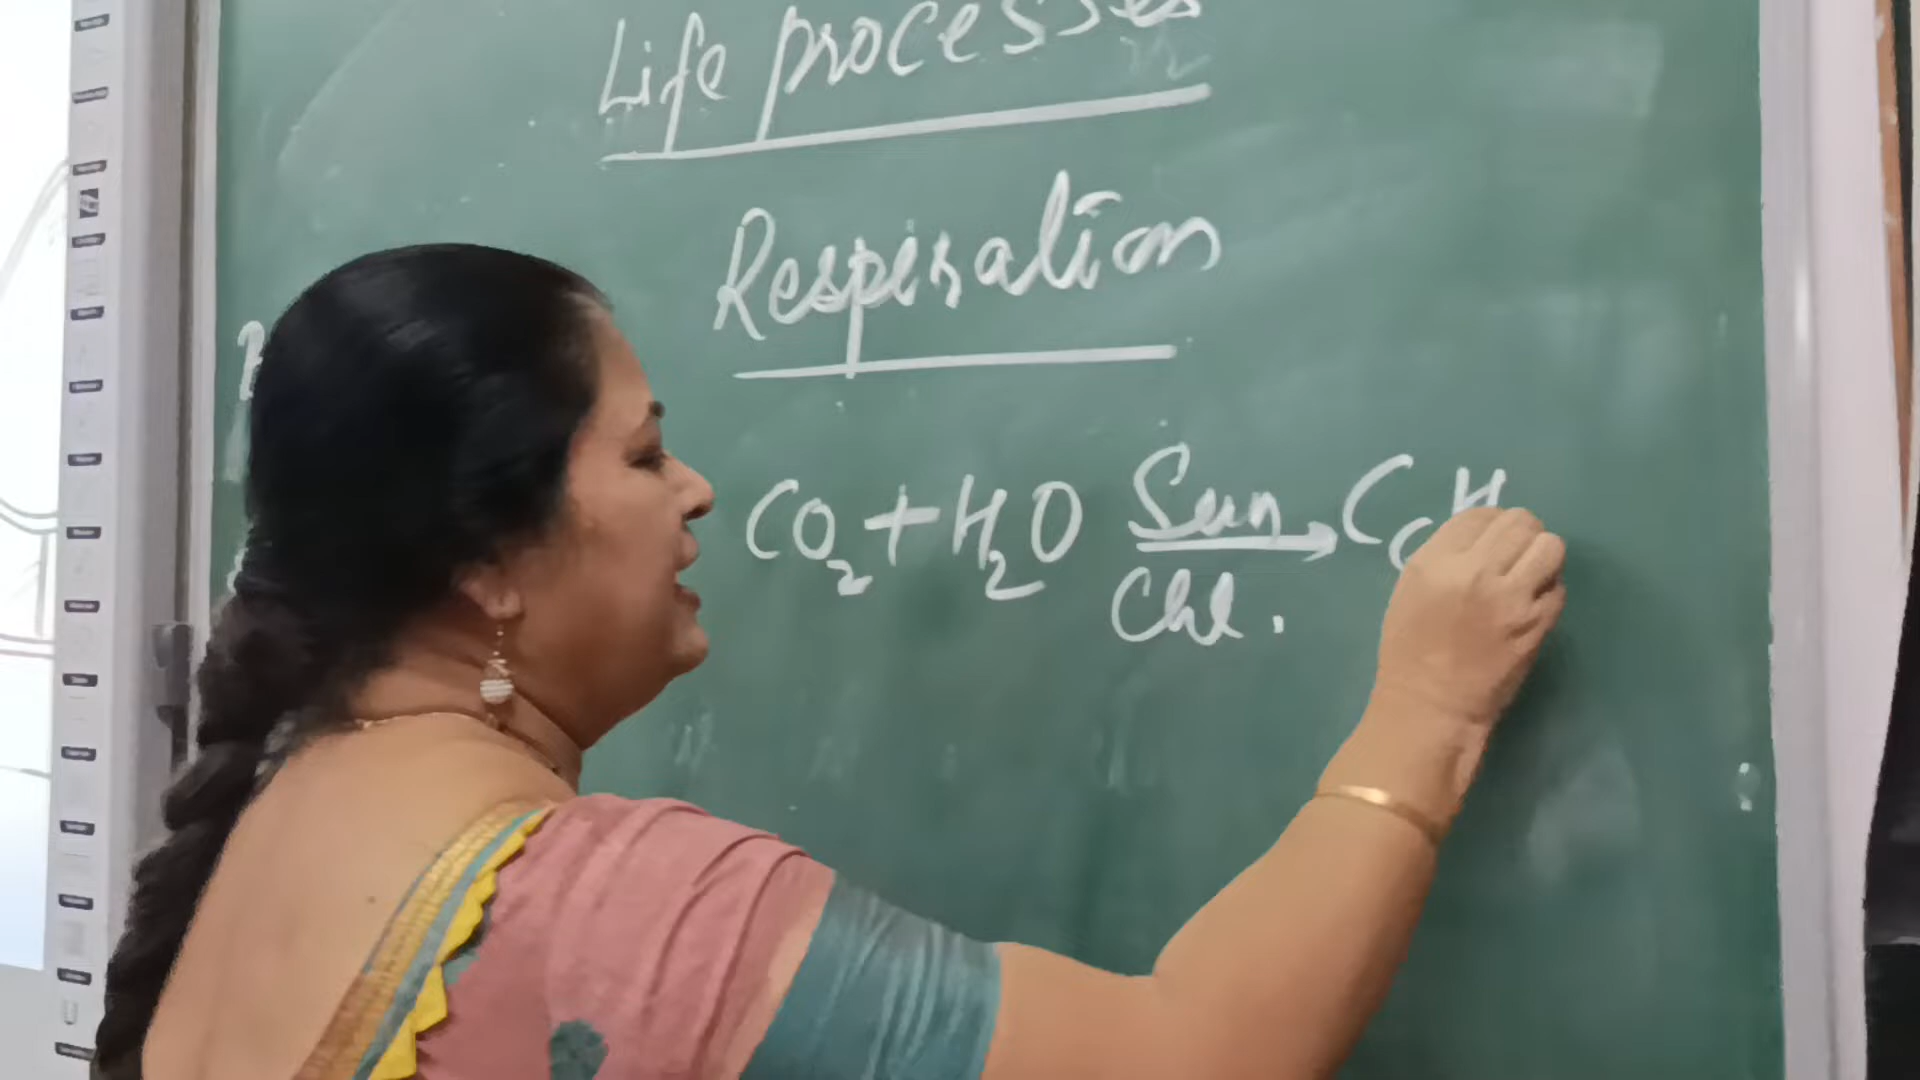 Life processes
Respiration
CO2 + H2O Sun → C6H
Chl.